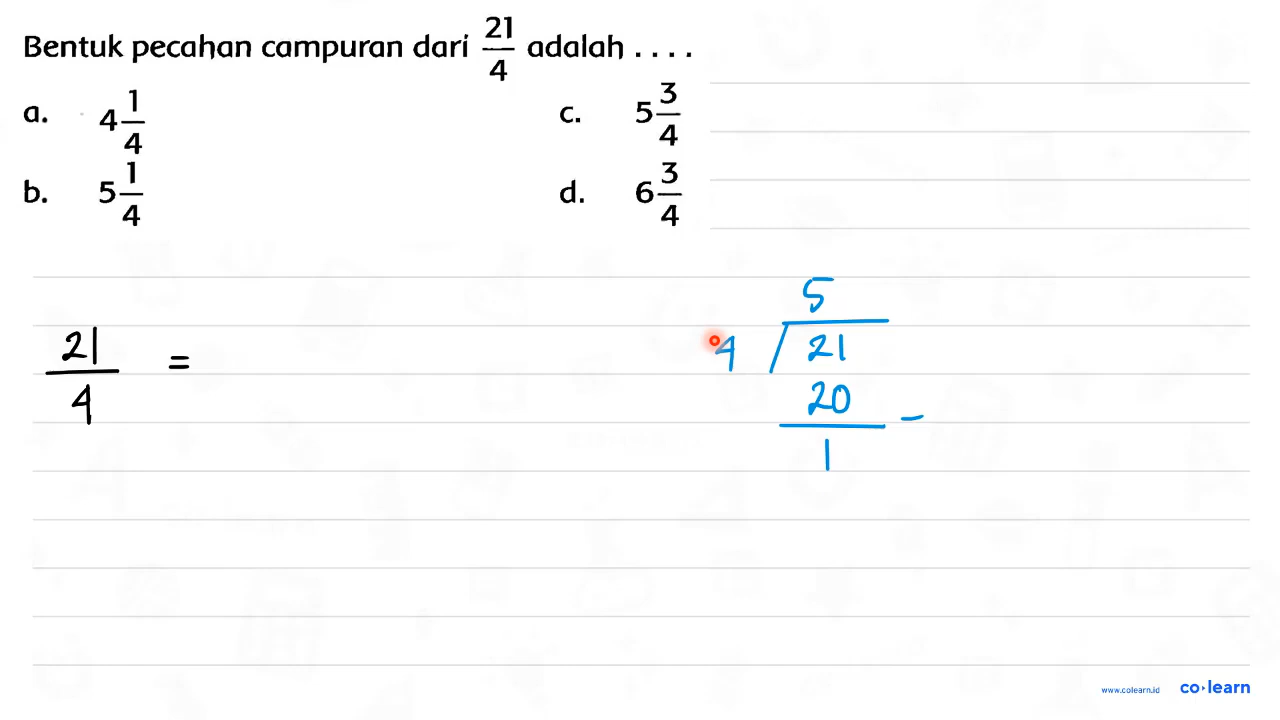 Bentuk pecahan campuran dari 21/4 adalah . . . .
a. 4 1/4
c. 5 3/4
b. 5 1/4
d. 6 3/4
21/4 =
5
4 / 21
20 -
1
www.colearn.id co learn